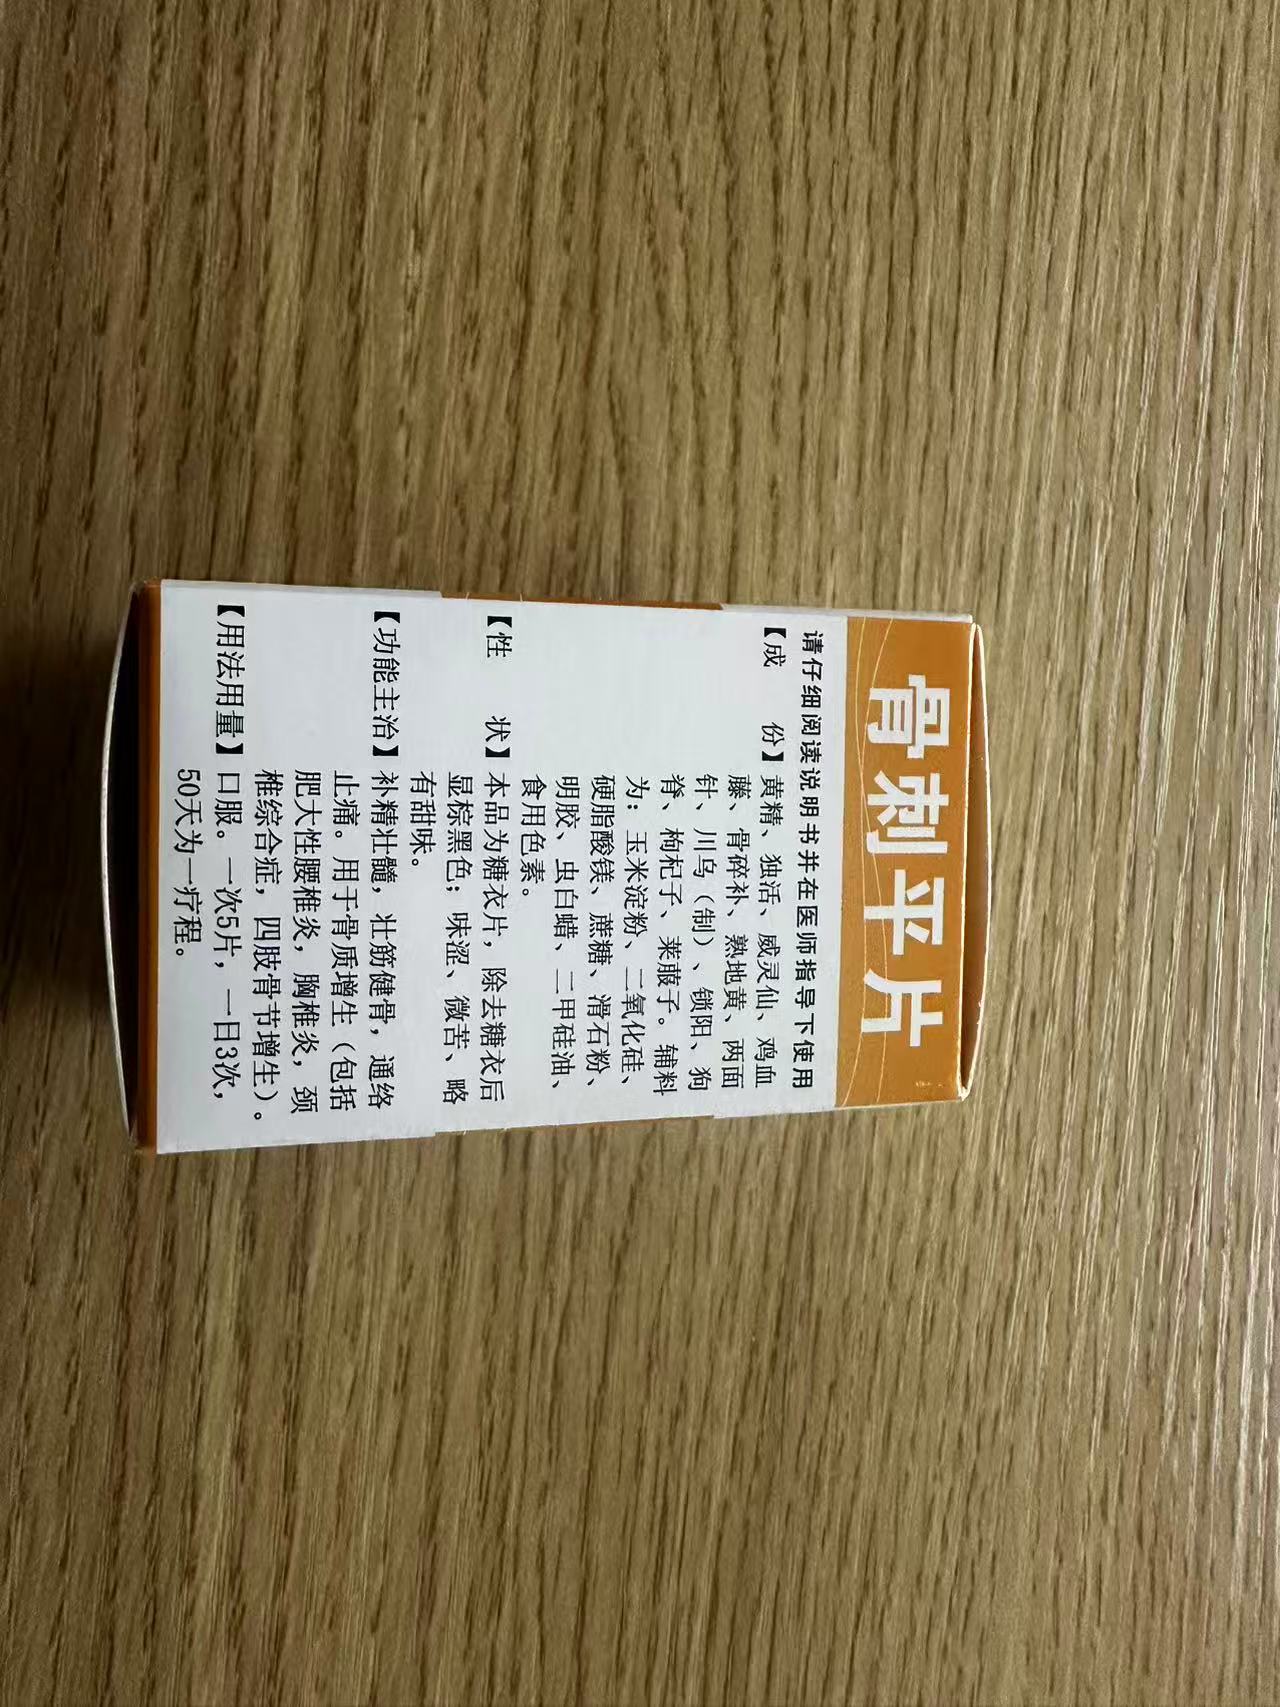 骨刺平片
请仔细阅读说明书并在医师指导下使用
【成 份】黄精、独活、威灵仙、鸡血
藤、骨碎补、熟地黄、两面
针、川乌（制）、锁阳、狗
脊、枸杞子、莱菔子。辅料
为：玉米淀粉、二氧化硅、
硬脂酸镁、蔗糖、滑石粉、
明胶、虫白蜡、二甲硅油、
食用色素。
【性 状】本品为糖衣片，除去糖衣后
显棕黑色；味涩、微苦、略
有甜味。
【功能主治】补精壮髓，壮筋健骨，通络
止痛。用于骨质增生（包括
肥大性腰椎炎，胸椎炎，颈
椎综合症，四肢骨节增生）。
【用法用量】口服。一次5片，一日3次，
50天为一疗程。